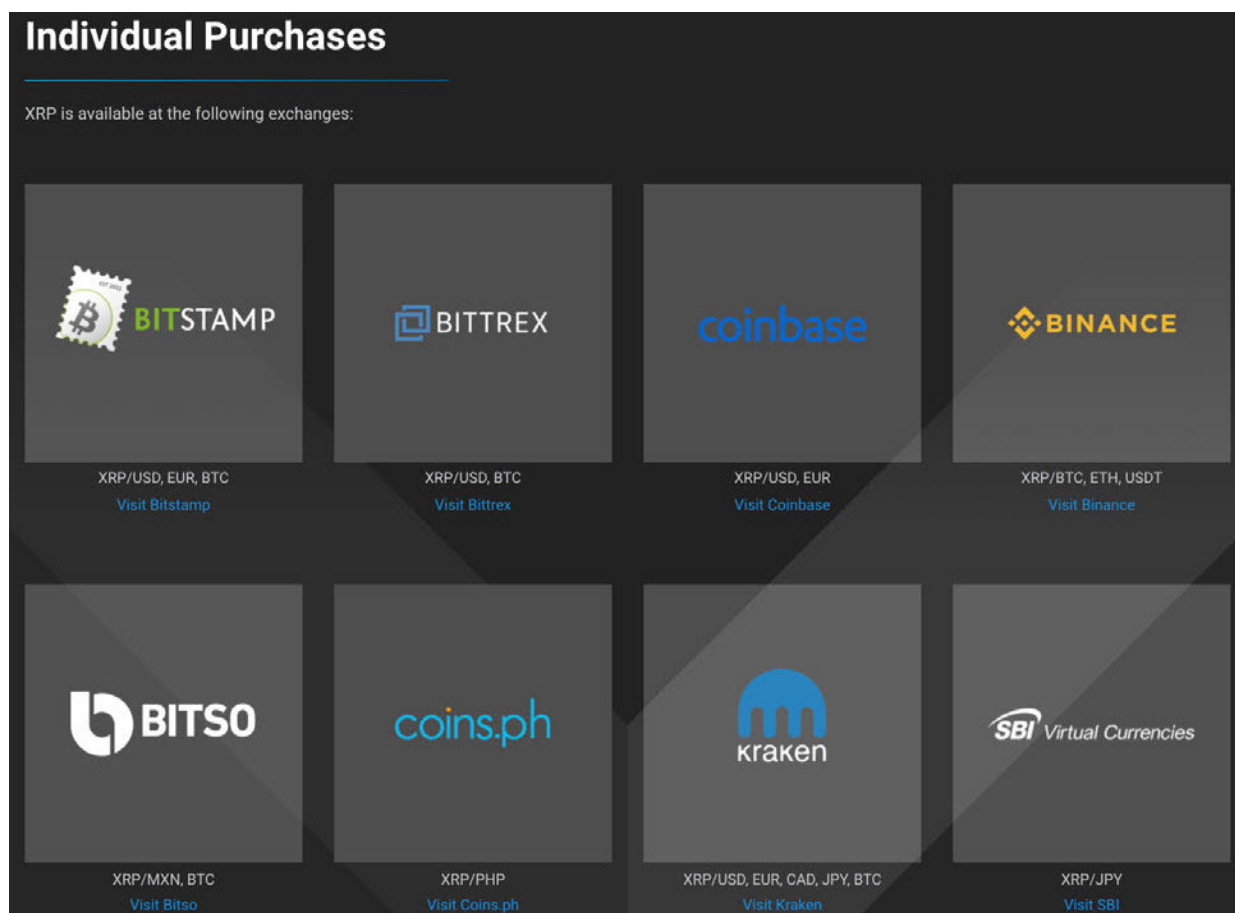 Individual Purchases
XRP is available at the following exchanges:
BITSTAMP
BITTREX
coinbase
BINANCE
XRP/USD, EUR, BTC
XRP/USD, BTC
XRP/USD, EUR
XRP/BTC, ETH, USDT
Visit Bitstamp
Visit Bittrex
Visit Coinbase
Visit Binance
BITSO
coins.ph
кraкen
SBI Virtual Currencies
XRP/MXN, BTC
XRP/PHP
XRP/USD, EUR, CAD, JPY, BTC
XRP/JPY
Visit Bitso
Visit Coins.ph
Visit Kraken
Visit SBI